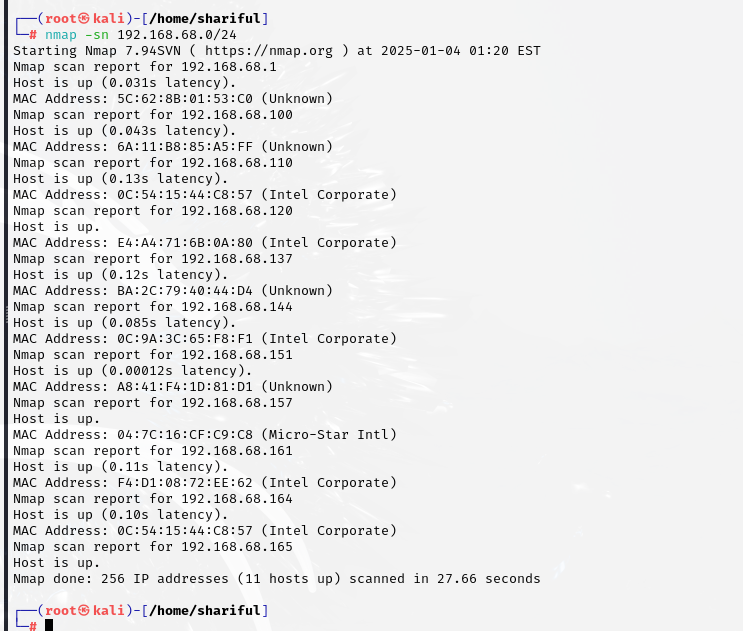 ┌──(root㉿kali)-[/home/shariful]
└─# nmap -sn 192.168.68.0/24
Starting Nmap 7.94SVN ( https://nmap.org ) at 2025-01-04 01:20 EST
Nmap scan report for 192.168.68.1
Host is up (0.031s latency).
MAC Address: 5C:62:8B:01:53:C0 (Unknown)
Nmap scan report for 192.168.68.100
Host is up (0.043s latency).
MAC Address: 6A:11:B8:85:A5:FF (Unknown)
Nmap scan report for 192.168.68.110
Host is up (0.13s latency).
MAC Address: 0C:54:15:44:C8:57 (Intel Corporate)
Nmap scan report for 192.168.68.120
Host is up.
MAC Address: E4:A4:71:6B:0A:80 (Intel Corporate)
Nmap scan report for 192.168.68.137
Host is up (0.12s latency).
MAC Address: BA:2C:79:40:44:D4 (Unknown)
Nmap scan report for 192.168.68.144
Host is up (0.085s latency).
MAC Address: 0C:9A:3C:65:F8:F1 (Intel Corporate)
Nmap scan report for 192.168.68.151
Host is up (0.00012s latency).
MAC Address: A8:41:F4:1D:81:D1 (Unknown)
Nmap scan report for 192.168.68.157
Host is up.
MAC Address: 04:7C:16:CF:C9:C8 (Micro-Star Intl)
Nmap scan report for 192.168.68.161
Host is up (0.11s latency).
MAC Address: F4:D1:08:72:EE:62 (Intel Corporate)
Nmap scan report for 192.168.68.164
Host is up (0.10s latency).
MAC Address: 0C:54:15:44:C8:57 (Intel Corporate)
Nmap scan report for 192.168.68.165
Host is up.
Nmap done: 256 IP addresses (11 hosts up) scanned in 27.66 seconds
┌──(root㉿kali)-[/home/shariful]
└─#